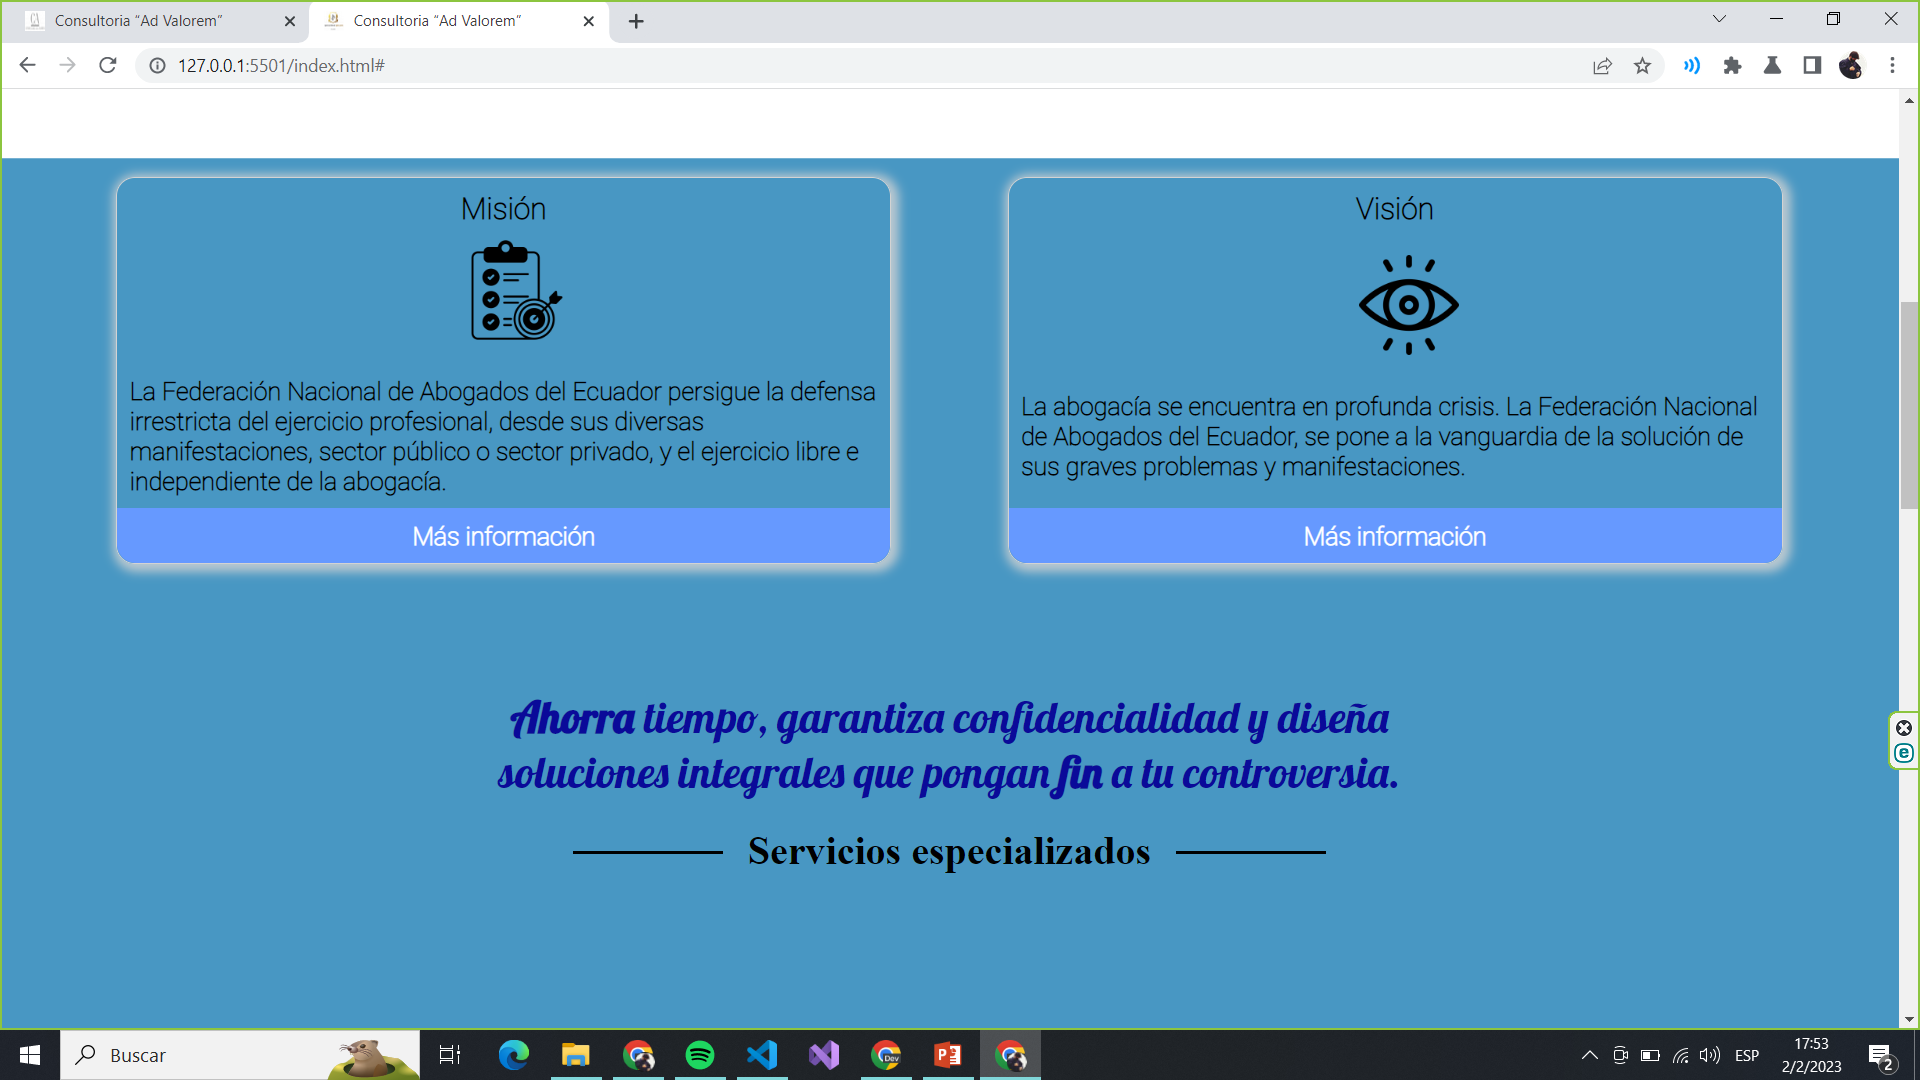 Consultoria “Ad Valorem”
Consultoria “Ad Valorem”
127.0.0.1:5501/index.html#
Misión
La Federación Nacional de Abogados del Ecuador persigue la defensa
irrestricta del ejercicio profesional, desde sus diversas
manifestaciones, sector público o sector privado, y el ejercicio libre e
independiente de la abogacía.
Más información
Visión
La abogacía se encuentra en profunda crisis. La Federación Nacional
de Abogados del Ecuador, se pone a la vanguardia de la solución de
sus graves problemas y manifestaciones.
Más información
Ahorra tiempo, garantiza confidencialidad y diseña
soluciones integrales que pongan fin a tu controversia.
Servicios especializados
Buscar
Dev
ESP
17:53
2/2/2023
2